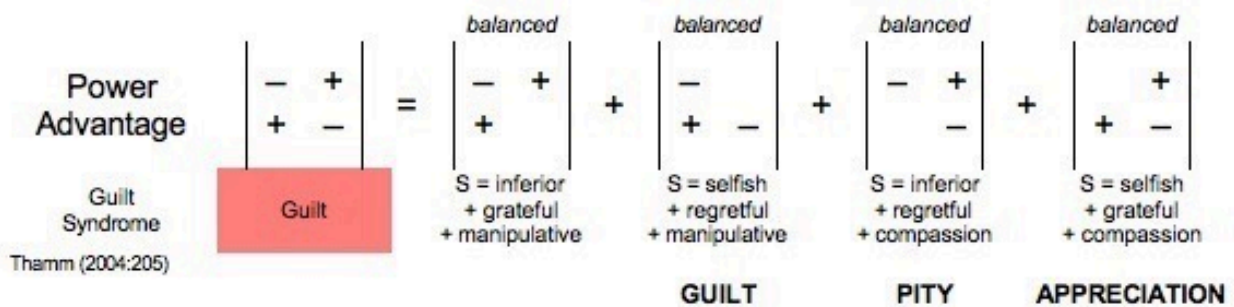 balanced balanced balanced balanced
Power Advantage
– + = – + + – + – + + +
+ – + + – – + –
Guilt Syndrome
Guilt
S = inferior + grateful + manipulative
S = selfish + regretful + manipulative
S = inferior + regretful + compassion
S = selfish + grateful + compassion
Thamm (2004:205)
GUILT PITY APPRECIATION